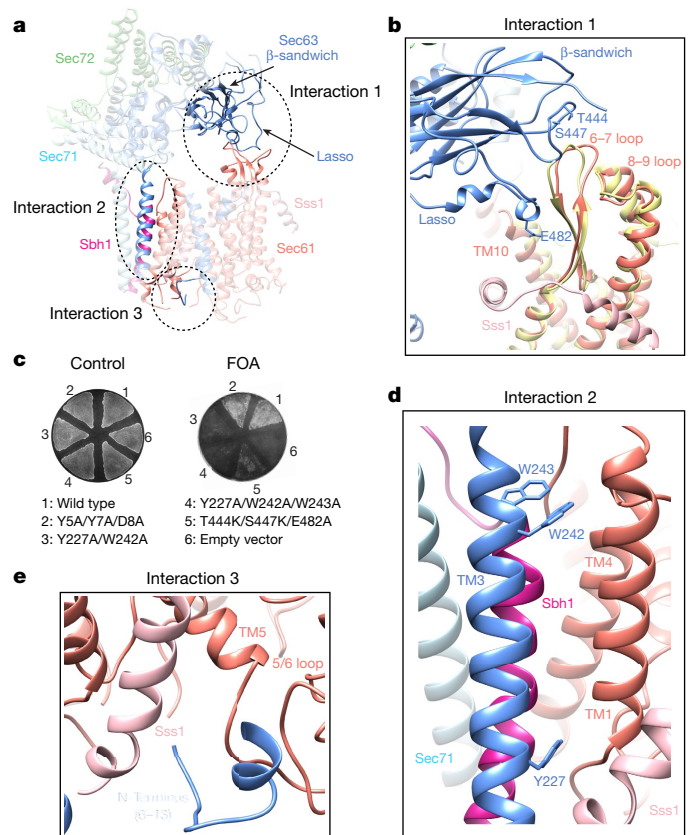 a
Sec72
Sec63
β-sandwich
Interaction 1
Lasso
Sec71
Interaction 2
Sbh1
Sss1
Sec61
Interaction 3
b
Interaction 1
β-sandwich
T444
S447
6–7 loop
8–9 loop
Lasso
E482
TM10
Sss1
c
Control
FOA
2
1
3
6
4
5
2
1
3
6
4
5
1: Wild type
2: Y5A/Y7A/D8A
3: Y227A/W242A
4: Y227A/W242A/W243A
5: T444K/S447K/E482A
6: Empty vector
d
Interaction 2
W243
W242
TM3
TM4
Sbh1
TM1
Sec71
Y227
Sss1
e
Interaction 3
TM5
5/6 loop
Sss1
N Terminus
(6–13)